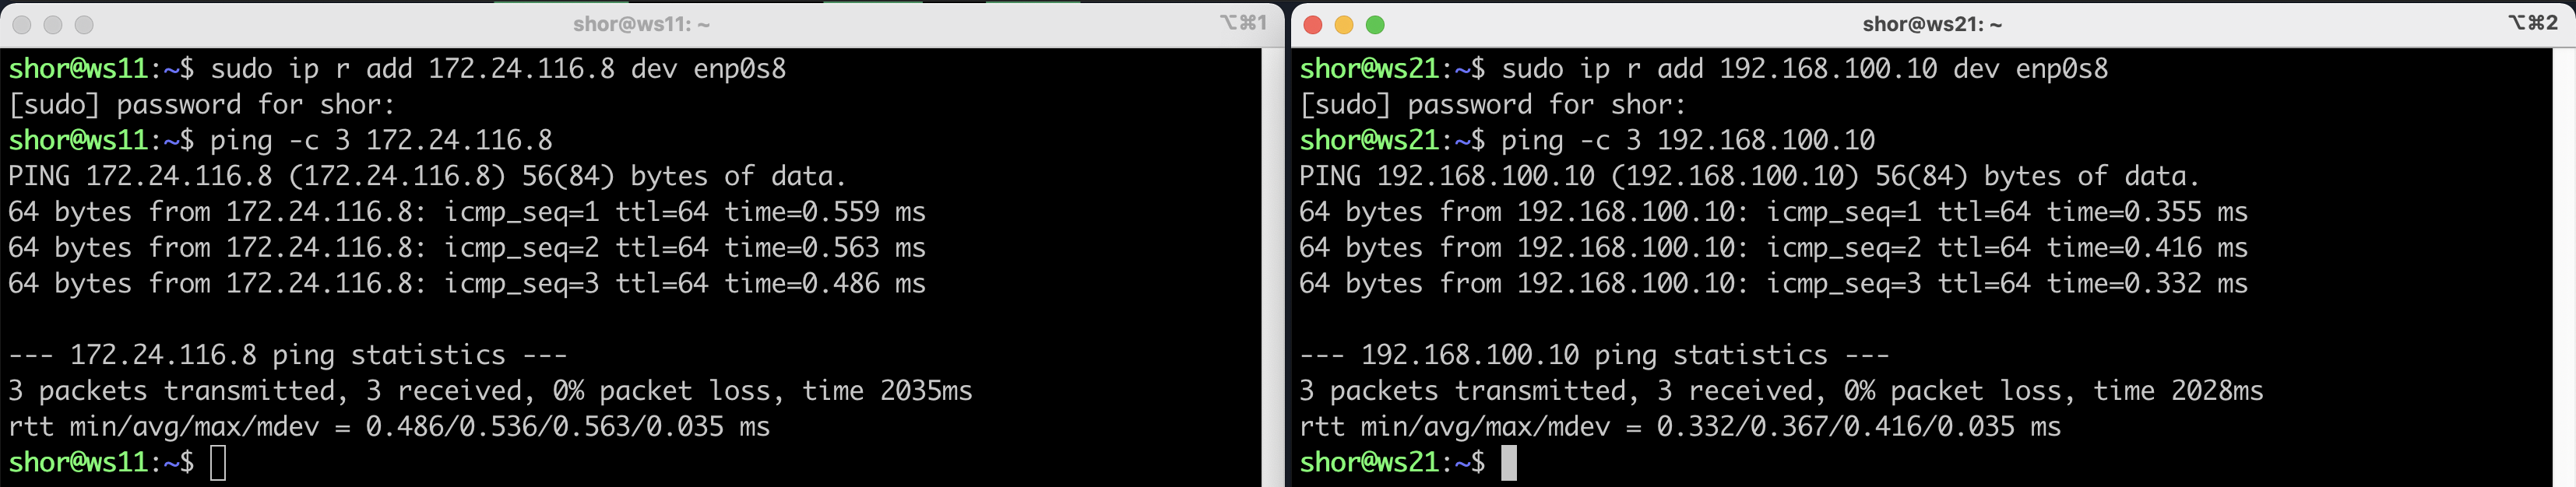 shor@ws11: ~
⌥⌘1
shor@ws11:~$ sudo ip r add 172.24.116.8 dev enp0s8
[sudo] password for shor:
shor@ws11:~$ ping -c 3 172.24.116.8
PING 172.24.116.8 (172.24.116.8) 56(84) bytes of data.
64 bytes from 172.24.116.8: icmp_seq=1 ttl=64 time=0.559 ms
64 bytes from 172.24.116.8: icmp_seq=2 ttl=64 time=0.563 ms
64 bytes from 172.24.116.8: icmp_seq=3 ttl=64 time=0.486 ms
--- 172.24.116.8 ping statistics ---
3 packets transmitted, 3 received, 0% packet loss, time 2035ms
rtt min/avg/max/mdev = 0.486/0.536/0.563/0.035 ms
shor@ws11:~$
shor@ws21: ~
⌥⌘2
shor@ws21:~$ sudo ip r add 192.168.100.10 dev enp0s8
[sudo] password for shor:
shor@ws21:~$ ping -c 3 192.168.100.10
PING 192.168.100.10 (192.168.100.10) 56(84) bytes of data.
64 bytes from 192.168.100.10: icmp_seq=1 ttl=64 time=0.355 ms
64 bytes from 192.168.100.10: icmp_seq=2 ttl=64 time=0.416 ms
64 bytes from 192.168.100.10: icmp_seq=3 ttl=64 time=0.332 ms
--- 192.168.100.10 ping statistics ---
3 packets transmitted, 3 received, 0% packet loss, time 2028ms
rtt min/avg/max/mdev = 0.332/0.367/0.416/0.035 ms
shor@ws21:~$